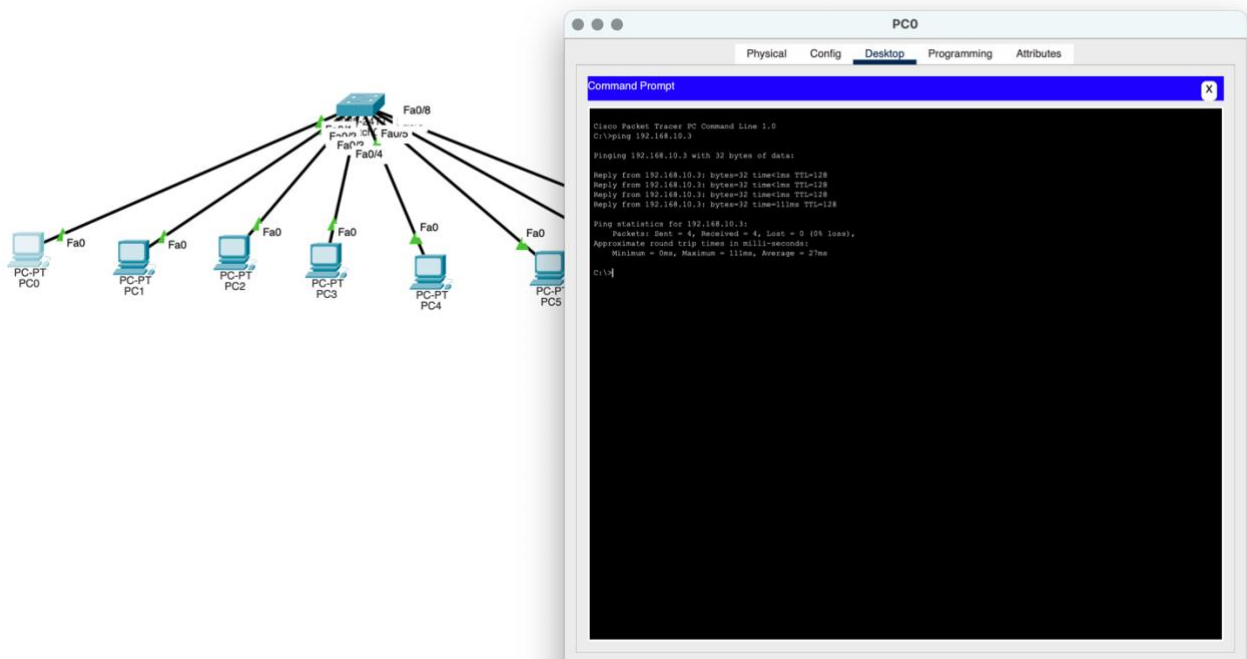 PC0
Physical Config Desktop Programming Attributes
Command Prompt
X
Cisco Packet Tracer PC Command Line 1.0
C:\>ping 192.168.10.3
Pinging 192.168.10.3 with 32 bytes of data:
Reply from 192.168.10.3: bytes=32 time<1ms TTL=128
Reply from 192.168.10.3: bytes=32 time<1ms TTL=128
Reply from 192.168.10.3: bytes=32 time<1ms TTL=128
Reply from 192.168.10.3: bytes=32 time=111ms TTL=128
Ping statistics for 192.168.10.3:
Packets: Sent = 4, Received = 4, Lost = 0 (0% loss),
Approximate round trip times in milli-seconds:
Minimum = 0ms, Maximum = 111ms, Average = 27ms
C:\>
Fa0/8
Fa0/5
Fa0/4
Fa0
Fa0
Fa0
Fa0
Fa0
Fa0
PC-PT
PC0
PC-PT
PC1
PC-PT
PC2
PC-PT
PC3
PC-PT
PC4
PC5